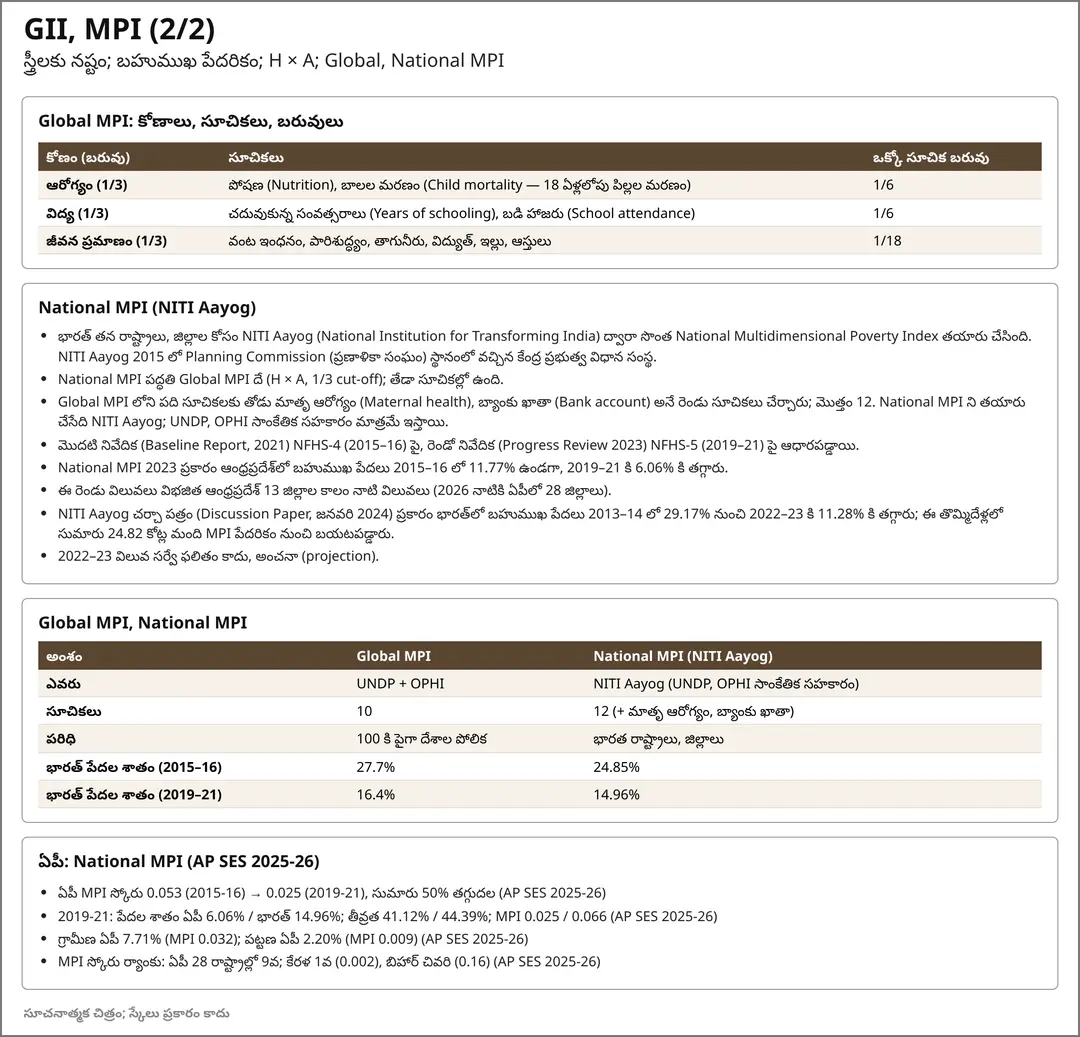 GII, MPI (2/2)
స్త్రీలకు నష్టం; బహుముఖ పేదరికం; H × A; Global, National MPI
Global MPI: కోణాలు, సూచికలు, బరువులు
కోణం (బరువు) సూచికలు ఒక్కో సూచిక బరువు
ఆరోగ్యం (1/3) పోషణ (Nutrition), బాలల మరణం (Child mortality — 18 ఏళ్లలోపు పిల్లల మరణం) 1/6
విద్య (1/3) చదువుకున్న సంవత్సరాలు (Years of schooling), బడి హాజరు (School attendance) 1/6
జీవన ప్రమాణం (1/3) వంట ఇంధనం, పారిశుద్ధ్యం, తాగునీరు, విద్యుత్, ఇల్లు, ఆస్తులు 1/18
National MPI (NITI Aayog)
• భారత్ తన రాష్ట్రాలు, జిల్లాల కోసం NITI Aayog (National Institution for Transforming India) ద్వారా సొంత National Multidimensional Poverty Index తయారు చేసింది.
NITI Aayog 2015 లో Planning Commission (ప్రణాళికా సంఘం) స్థానంలో వచ్చిన కేంద్ర ప్రభుత్వ విధాన సంస్థ.
• National MPI పద్ధతి Global MPI దే (H × A, 1/3 cut-off); తేడా సూచికల్లో ఉంది.
• Global MPI లోని పది సూచికలకు తోడు మాతృ ఆరోగ్యం (Maternal health), బ్యాంకు ఖాతా (Bank account) అనే రెండు సూచికలు చేర్చారు; మొత్తం 12. National MPI ని తయారు
చేసేది NITI Aayog; UNDP, OPHI సాంకేతిక సహకారం మాత్రమే ఇస్తాయి.
• మొదటి నివేదిక (Baseline Report, 2021) NFHS-4 (2015–16) పై, రెండో నివేదిక (Progress Review 2023) NFHS-5 (2019–21) పై ఆధారపడ్డాయి.
• National MPI 2023 ప్రకారం ఆంధ్రప్రదేశ్‌లో బహుముఖ పేదలు 2015–16 లో 11.77% ఉండగా, 2019–21 కి 6.06% కి తగ్గారు.
• ఈ రెండు విలువలు విభజిత ఆంధ్రప్రదేశ్ 13 జిల్లాల కాలం నాటి విలువలు (2026 నాటికి ఏపీలో 28 జిల్లాలు).
• NITI Aayog చర్చా పత్రం (Discussion Paper, జనవరి 2024) ప్రకారం భారత్‌లో బహుముఖ పేదలు 2013–14 లో 29.17% నుంచి 2022–23 కి 11.28% కి తగ్గారు; ఈ తొమ్మిదేళ్లలో
సుమారు 24.82 కోట్ల మంది MPI పేదరికం నుంచి బయటపడ్డారు.
• 2022–23 విలువ సర్వే ఫలితం కాదు, అంచనా (projection).
Global MPI, National MPI
అంశం Global MPI National MPI (NITI Aayog)
ఎవరు UNDP + OPHI NITI Aayog (UNDP, OPHI సాంకేతిక సహకారం)
సూచికలు 10 12 (+ మాతృ ఆరోగ్యం, బ్యాంకు ఖాతా)
పరిధి 100 కి పైగా దేశాల పోలిక భారత రాష్ట్రాలు, జిల్లాలు
భారత్ పేదల శాతం (2015–16) 27.7% 24.85%
భారత్ పేదల శాతం (2019–21) 16.4% 14.96%
ఏపీ: National MPI (AP SES 2025-26)
• ఏపీ MPI స్కోరు 0.053 (2015-16) → 0.025 (2019-21), సుమారు 50% తగ్గుదల (AP SES 2025-26)
• 2019-21: పేదల శాతం ఏపీ 6.06% / భారత్ 14.96%; తీవ్రత 41.12% / 44.39%; MPI 0.025 / 0.066 (AP SES 2025-26)
• గ్రామీణ ఏపీ 7.71% (MPI 0.032); పట్టణ ఏపీ 2.20% (MPI 0.009) (AP SES 2025-26)
• MPI స్కోరు ర్యాంకు: ఏపీ 28 రాష్ట్రాల్లో 9వ; కేరళ 1వ (0.002), బిహార్ చివరి (0.16) (AP SES 2025-26)
సూచనాత్మక చిత్రం; స్కేలు ప్రకారం కాదు